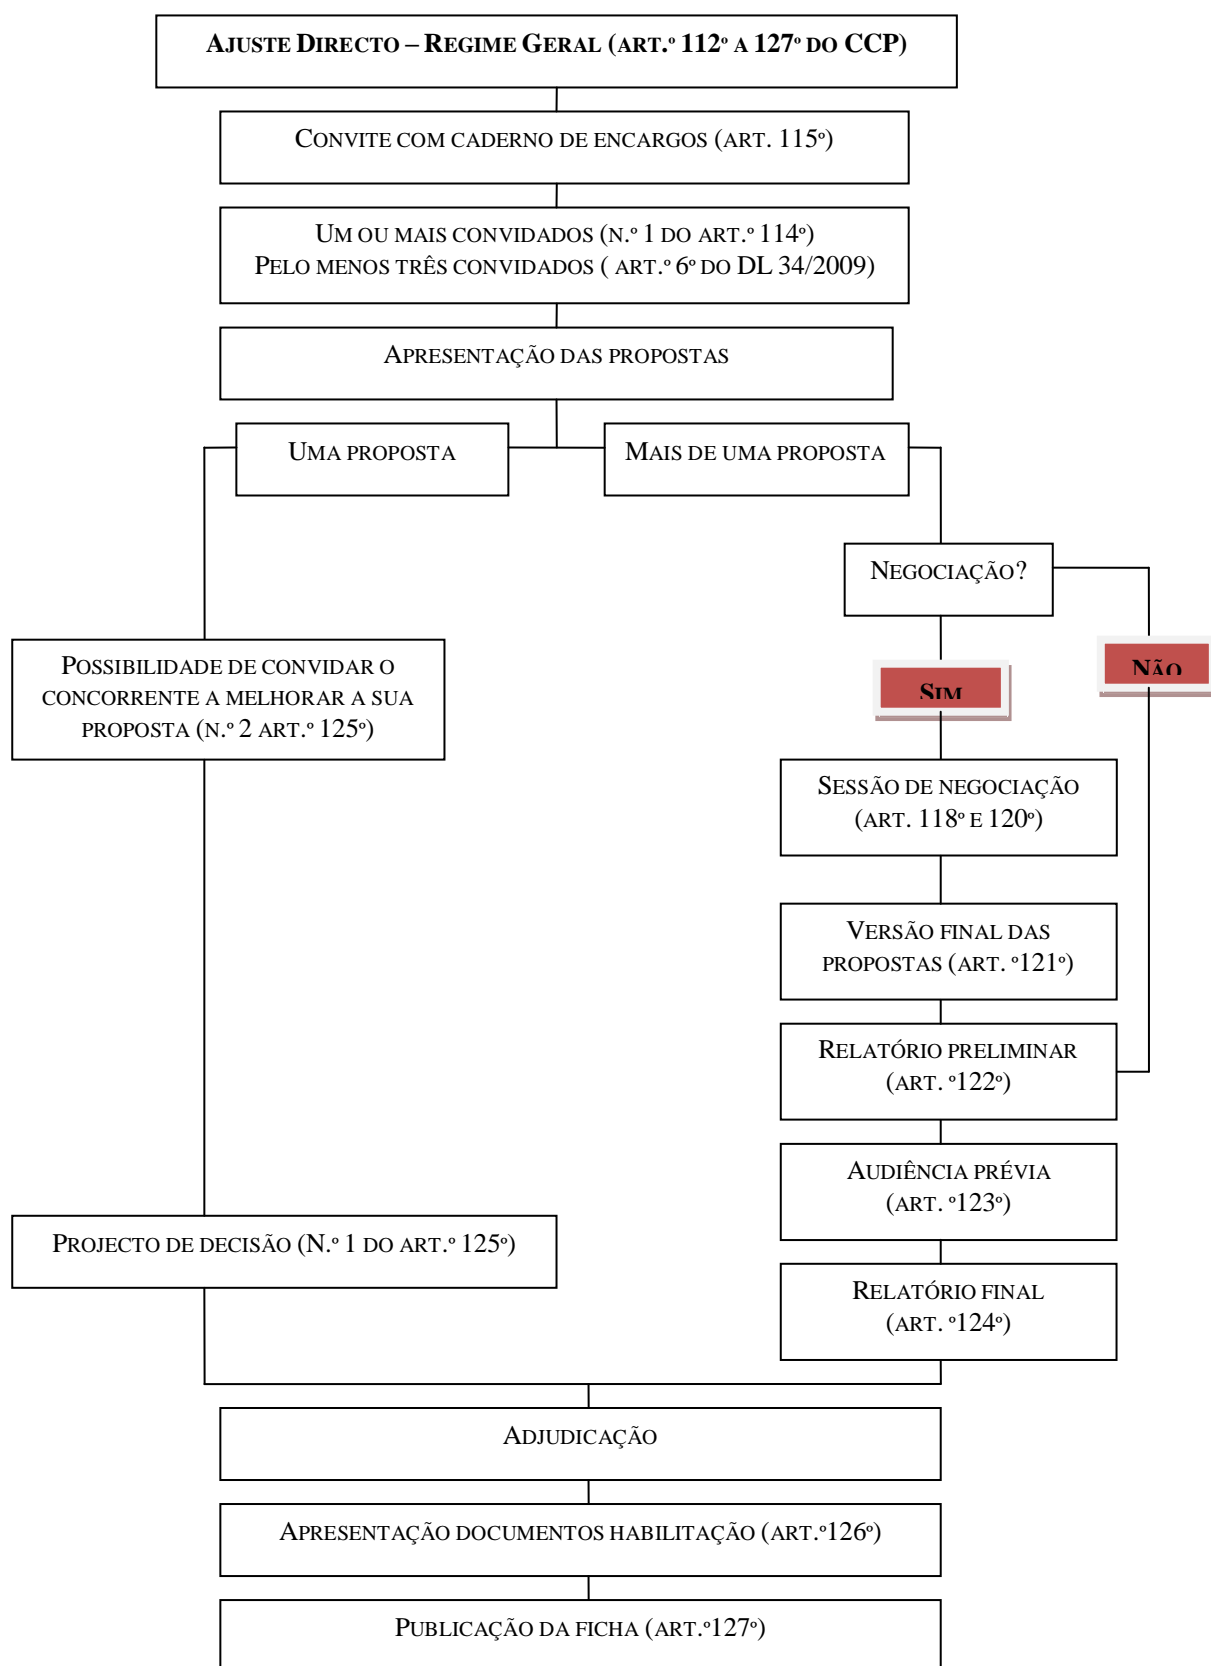 AJUSTE DIRECTO – REGIME GERAL (ART.º 112º A 127º DO CCP)
CONVITE COM CADERNO DE ENCARGOS (ART. 115º)
UM OU MAIS CONVIDADOS (N.º 1 DO ART.º 114º)
PELO MENOS TRÊS CONVIDADOS ( ART.º 6º DO DL 34/2009)
APRESENTAÇÃO DAS PROPOSTAS
UMA PROPOSTA
MAIS DE UMA PROPOSTA
NEGOCIAÇÃO?
POSSIBILIDADE DE CONVIDAR O
CONCORRENTE A MELHORAR A SUA
PROPOSTA (N.º 2 ART.º 125º)
NÃO
SIM
SESSÃO DE NEGOCIAÇÃO
(ART. 118º E 120º)
VERSÃO FINAL DAS
PROPOSTAS (ART. º121º)
RELATÓRIO PRELIMINAR
(ART. º122º)
AUDIÊNCIA PRÉVIA
(ART. º123º)
PROJECTO DE DECISÃO (N.º 1 DO ART.º 125º)
RELATÓRIO FINAL
(ART. º124º)
ADJUDICAÇÃO
APRESENTAÇÃO DOCUMENTOS HABILITAÇÃO (ART.º126º)
PUBLICAÇÃO DA FICHA (ART.º127º)